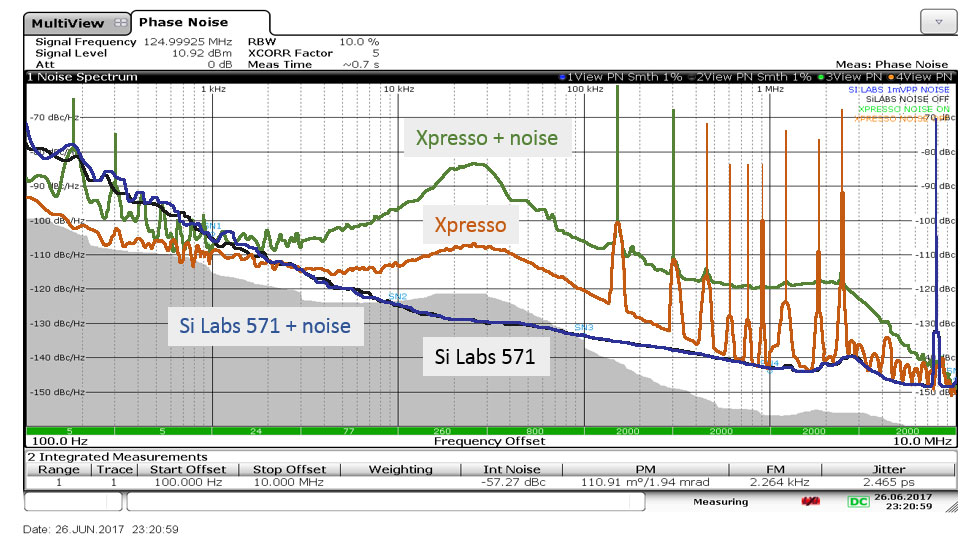 MultiView Phase Noise
Signal Frequency 124.99925 MHz RBW 10.0 %
Signal Level 10.92 dBm XCORR Factor 5
Att 0 dB Meas Time ~0.7 s Meas: Phase Noise
1 Noise Spectrum 1View PN Smth 1% 2View PN Smth 1% 3View PN 4View PN
1 kHz 10 kHz 100 kHz 1 MHz
SI LABS 1mVPP NOISE
SiLABS NOISE OFF
XPRESSO NOISE ON
-70 dBc/Hz
Xpresso + noise
-80 dBc/Hz
-90 dBc/Hz
-100 dBc/Hz
Xpresso
SN1
-110 dBc/Hz
-120 dBc/Hz
SN2
Si Labs 571 + noise
-130 dBc/Hz
SN3
Si Labs 571
-140 dBc/Hz
-150 dBc/Hz
5 5 24 77 260 800 2000 2000 2000 2000
100.0 Hz Frequency Offset 10.0 MHz
2 Integrated Measurements
Range Trace Start Offset Stop Offset Weighting Int Noise PM FM Jitter
1 1 100.000 Hz 10.000 MHz -57.27 dBc 110.91 m°/1.94 mrad 2.264 kHz 2.465 ps
Measuring DC 26.06.2017
23:20:59
Date: 26.JUN.2017 23:20:59